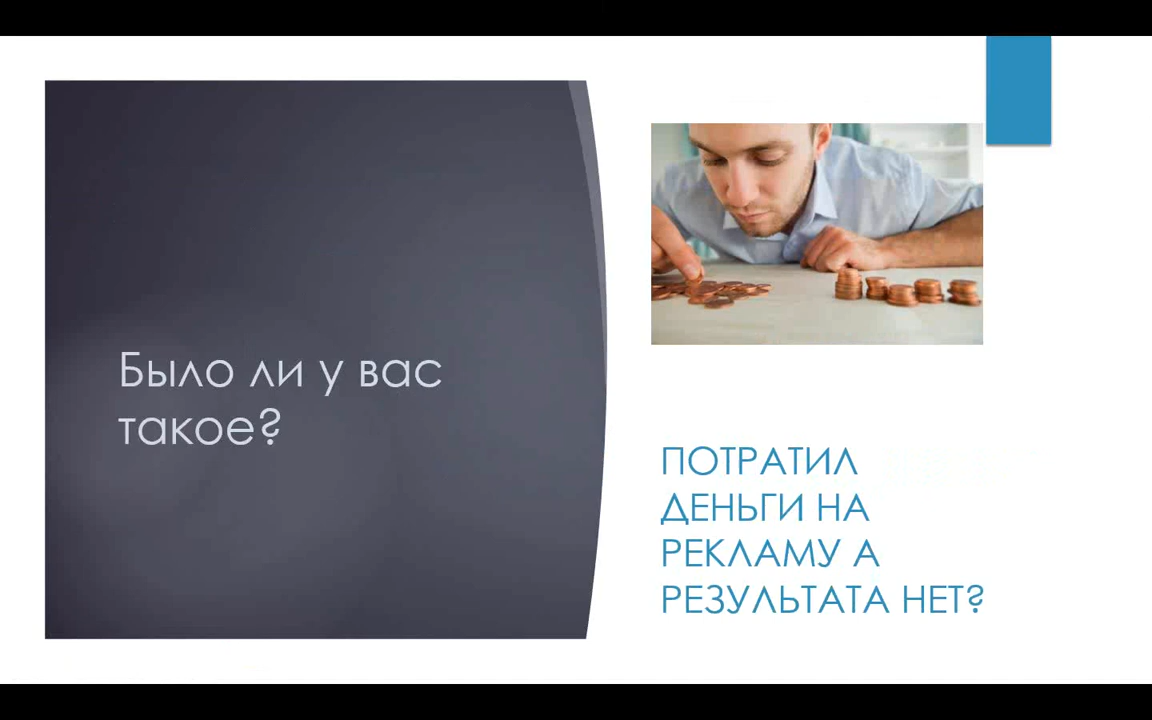 Было ли у вас
такое?
ПОТРАТИЛ
ДЕНЬГИ НА
РЕКЛАМУ А
РЕЗУЛЬТАТА НЕТ?